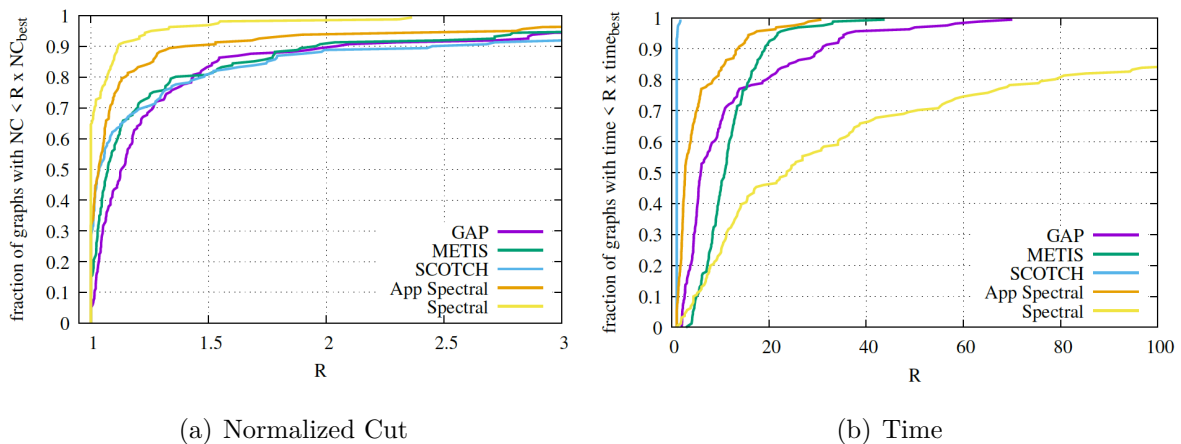 fraction of graphs with NC < R x NC_best
1
0.9
0.8
0.7
0.6
0.5
0.4
0.3
0.2
0.1
0
GAP
METIS
SCOTCH
App Spectral
Spectral
1 1.5 2 2.5 3
R
(a) Normalized Cut
fraction of graphs with time < R x time_best
1
0.9
0.8
0.7
0.6
0.5
0.4
0.3
0.2
0.1
0
GAP
METIS
SCOTCH
App Spectral
Spectral
0 20 40 60 80 100
R
(b) Time